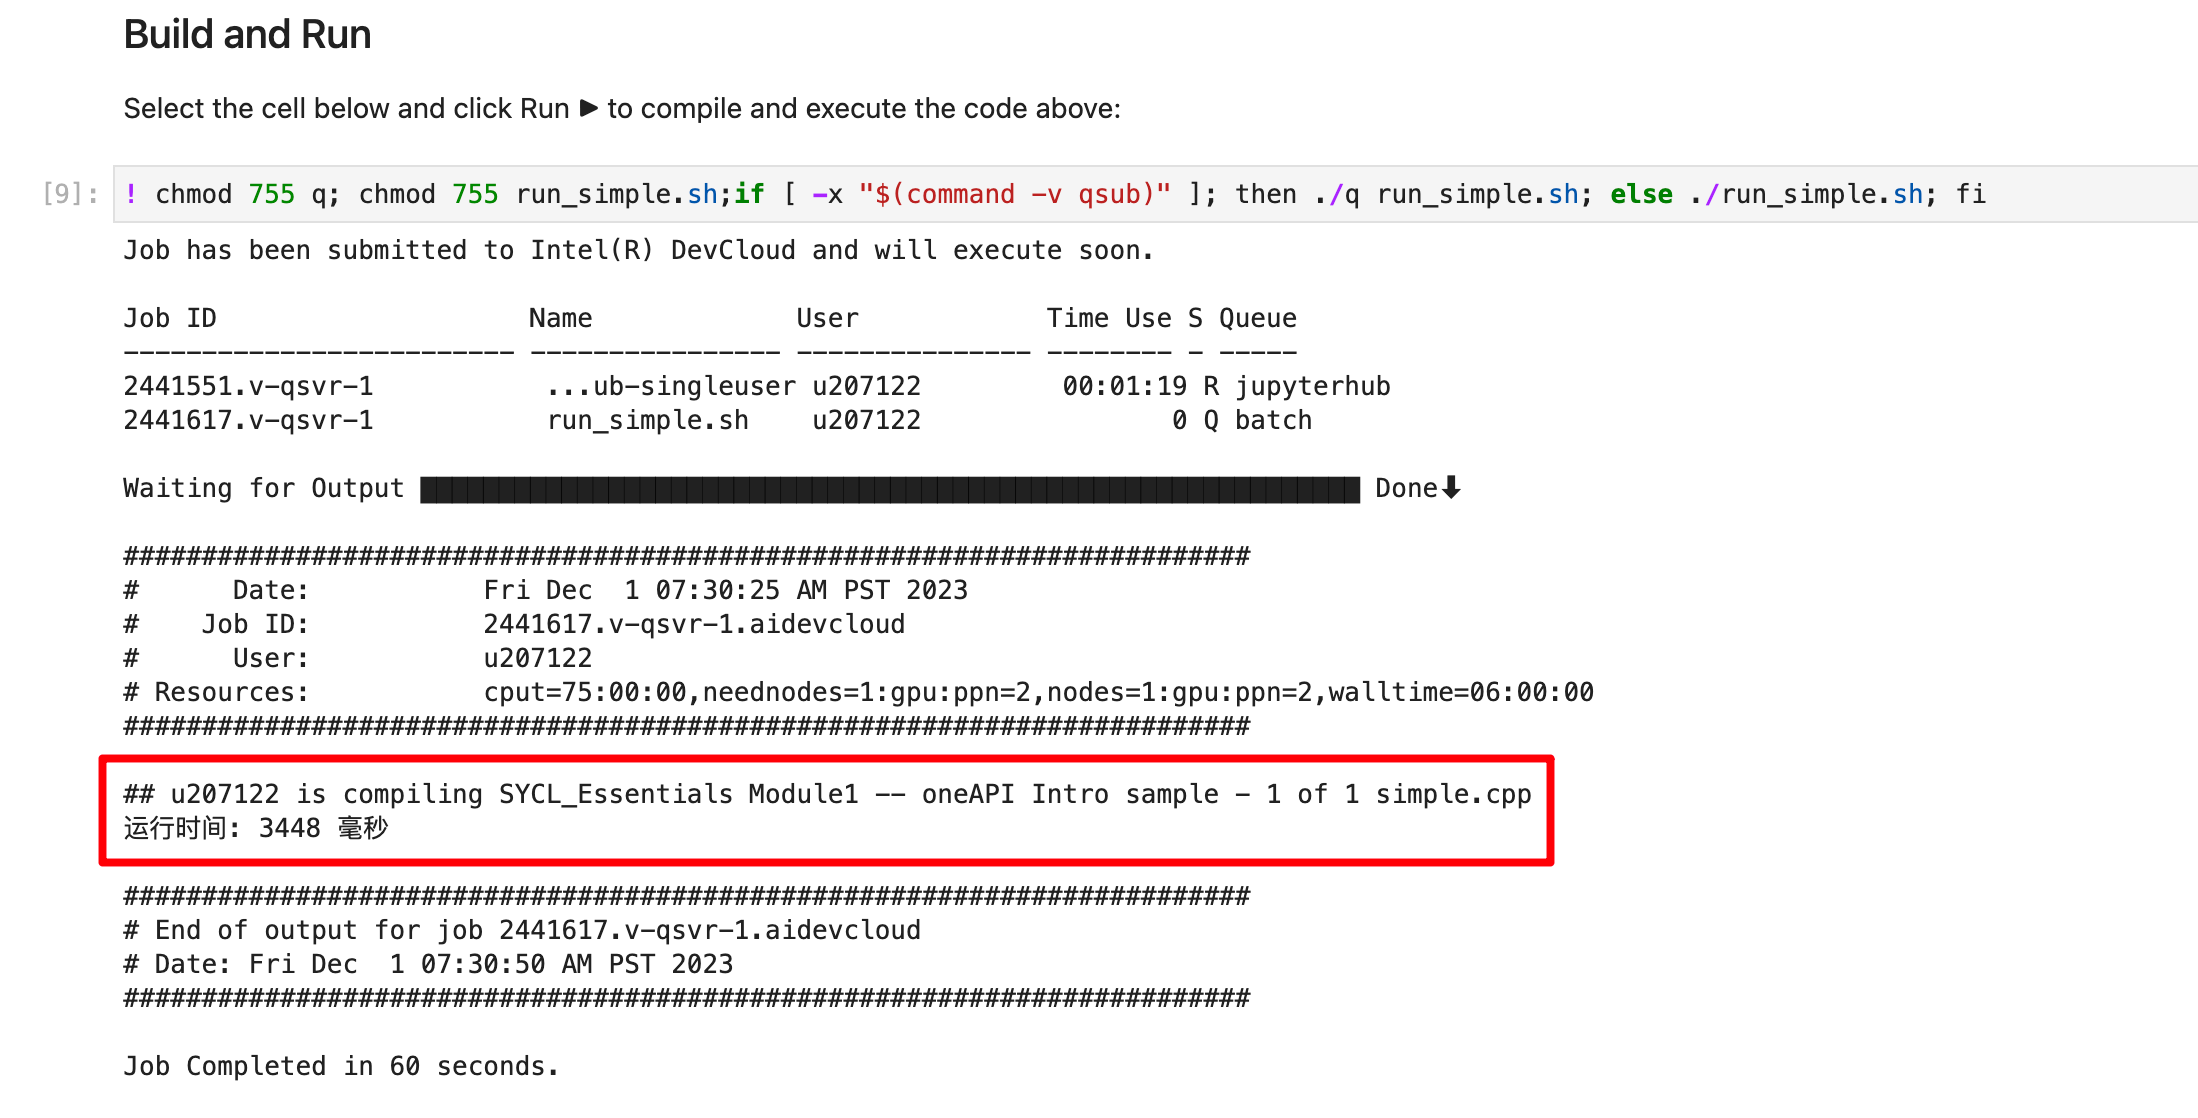 Build and Run
Select the cell below and click Run ▶ to compile and execute the code above:
[9]: ! chmod 755 q; chmod 755 run_simple.sh;if [ -x "$(command -v qsub)" ]; then ./q run_simple.sh; else ./run_simple.sh; fi
Job has been submitted to Intel(R) DevCloud and will execute soon.
Job ID                    Name             User            Time Use S Queue
------------------------- ---------------- --------------- -------- - -----
2441551.v-qsvr-1           ...ub-singleuser u207122         00:01:19 R jupyterhub
2441617.v-qsvr-1           run_simple.sh    u207122                0 Q batch
Waiting for Output ████████████████████████████████████████████████████████████ Done⬇
########################################################################
#      Date:           Fri Dec  1 07:30:25 AM PST 2023
#    Job ID:           2441617.v-qsvr-1.aidevcloud
#      User:           u207122
# Resources:           cput=75:00:00,neednodes=1:gpu:ppn=2,nodes=1:gpu:ppn=2,walltime=06:00:00
########################################################################
## u207122 is compiling SYCL_Essentials Module1 -- oneAPI Intro sample - 1 of 1 simple.cpp
运行时间: 3448 毫秒
########################################################################
# End of output for job 2441617.v-qsvr-1.aidevcloud
# Date: Fri Dec  1 07:30:50 AM PST 2023
########################################################################
Job Completed in 60 seconds.